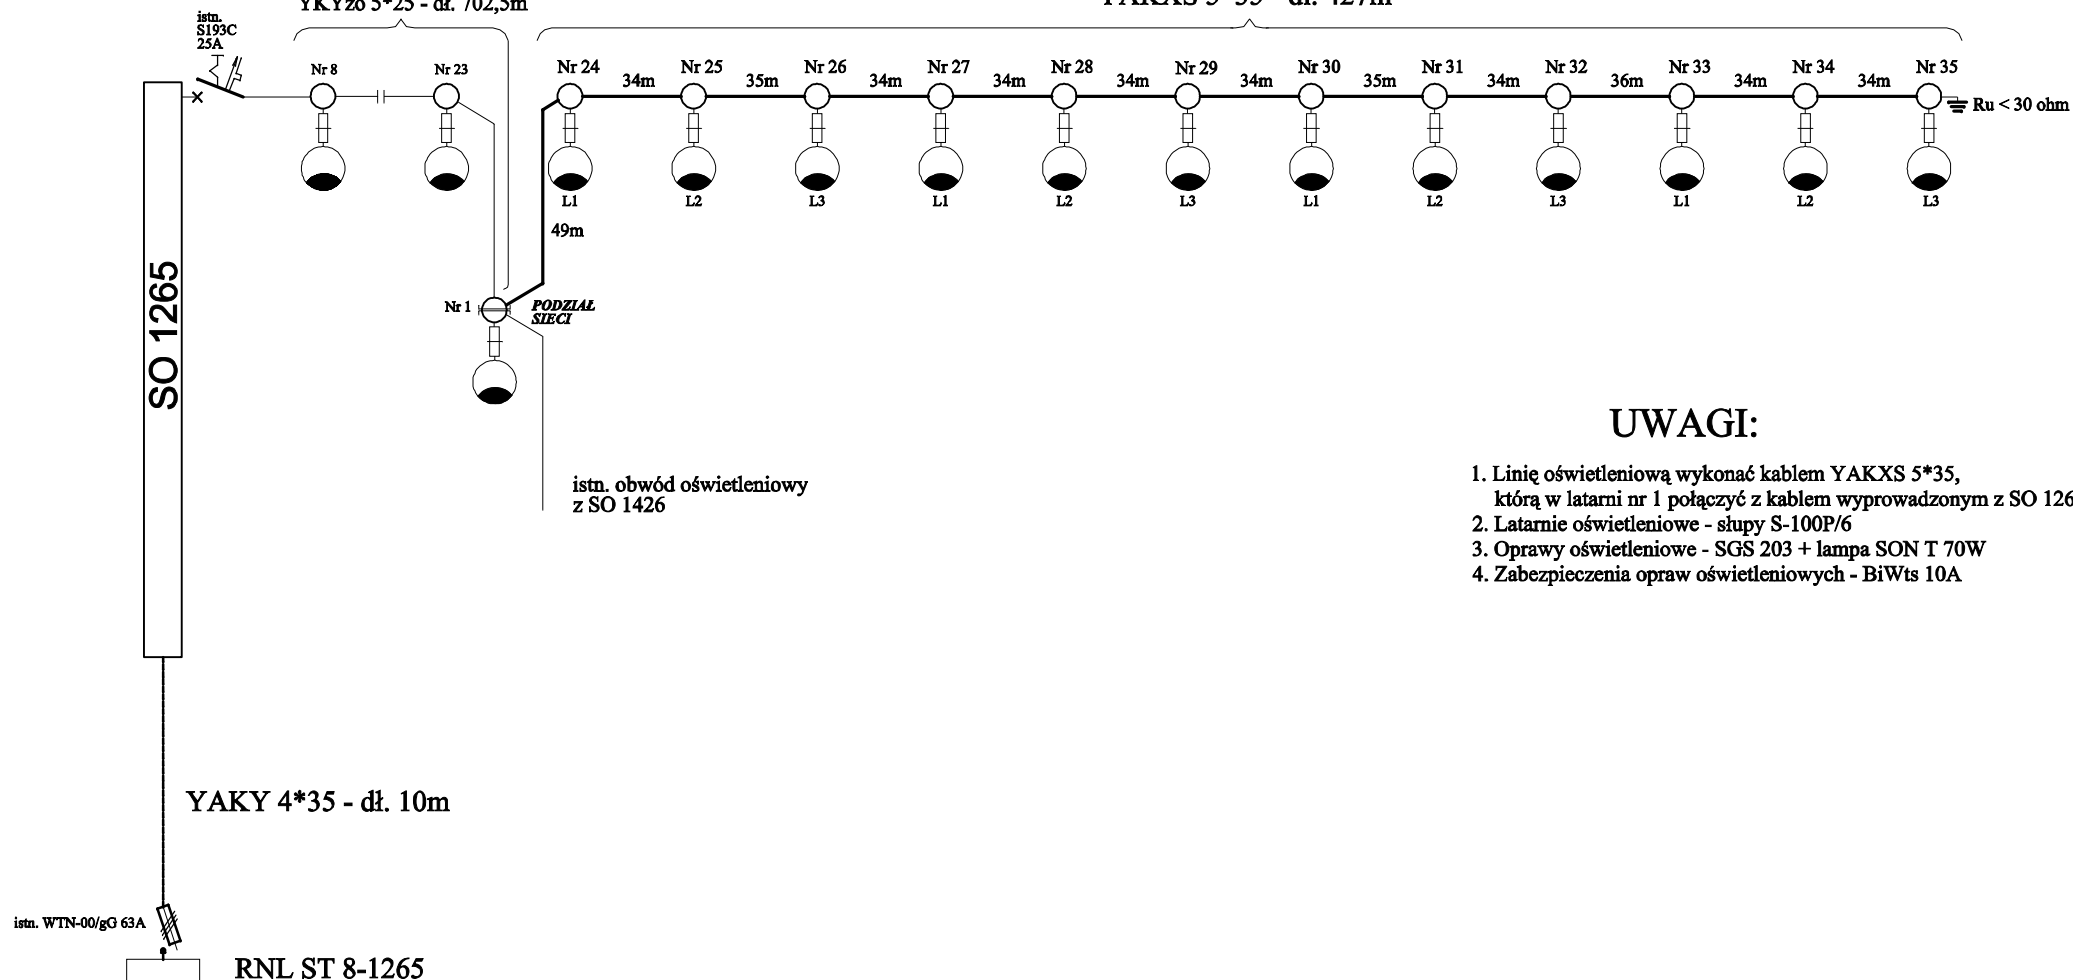 YKYżo 5*25 - dł. 702,5m
YAKXS 5*35 - dł. 427m
istn.
S193C
25A
Nr 8
Nr 23
Nr 24
34m
Nr 25
35m
Nr 26
34m
Nr 27
34m
Nr 28
34m
Nr 29
34m
Nr 30
35m
Nr 31
34m
Nr 32
36m
Nr 33
34m
Nr 34
34m
Nr 35
Ru < 30 ohm
L1
L2
L3
L1
L2
L3
L1
L2
L3
L1
L2
L3
49m
SO 1265
Nr 1
PODZIAŁ
SIECI
istn. obwód oświetleniowy
z SO 1426
UWAGI:
1. Linię oświetleniową wykonać kablem YAKXS 5*35,
którą w latarni nr 1 połączyć z kablem wyprowadzonym z SO 126
2. Latarnie oświetleniowe - słupy S-100P/6
3. Oprawy oświetleniowe - SGS 203 + lampa SON T 70W
4. Zabezpieczenia opraw oświetleniowych - BiWts 10A
YAKY 4*35 - dł. 10m
istn. WTN-00/gG 63A
RNL ST 8-1265